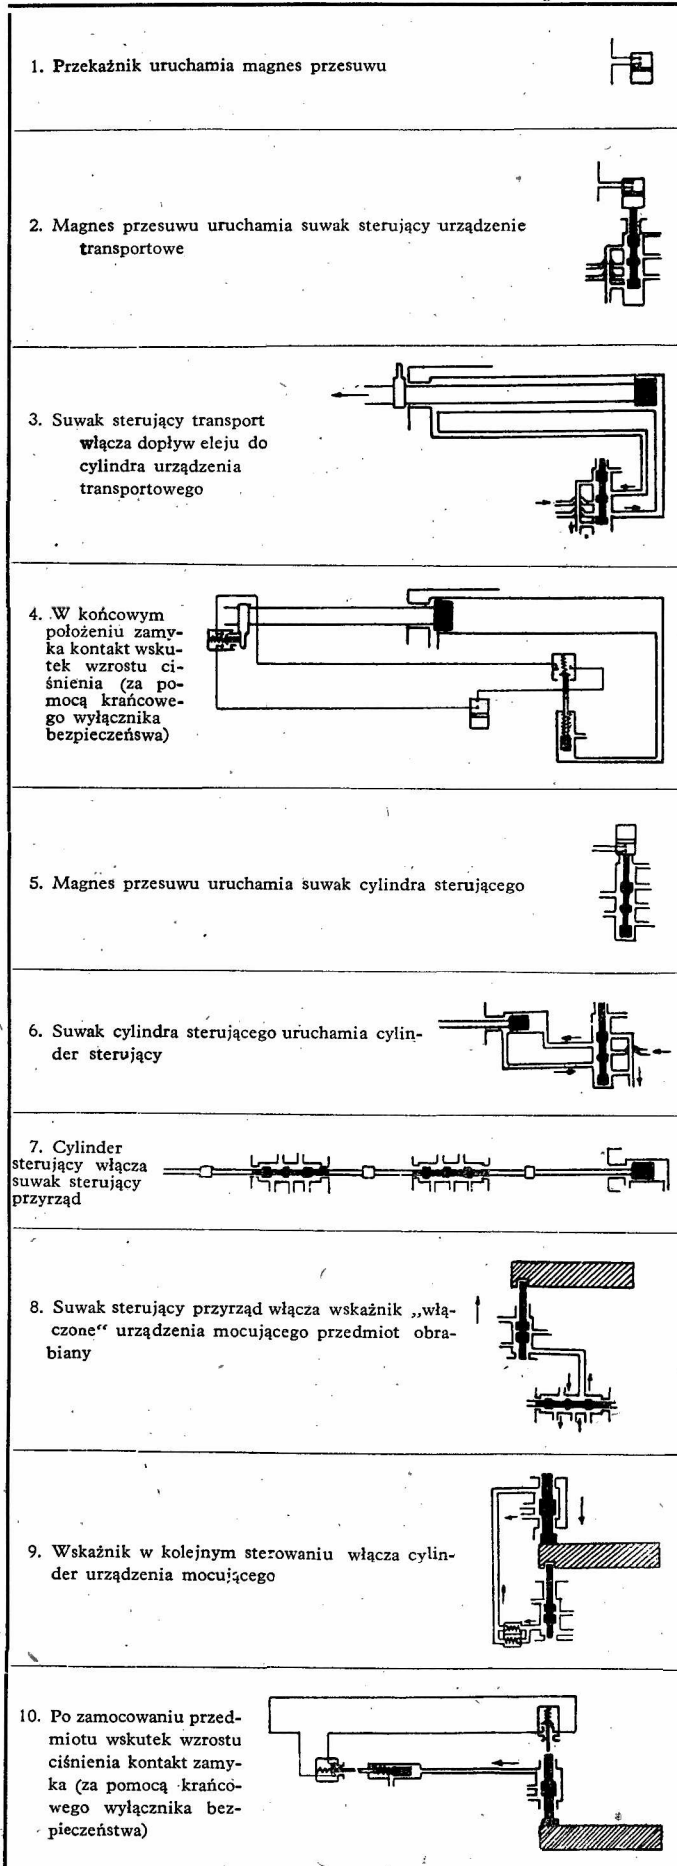 1. Przekaźnik uruchamia magnes przesuwu
2. Magnes przesuwu uruchamia suwak sterujący urządzenie
transportowe
3. Suwak sterujący transport
włącza dopływ eleju do
cylindra urządzenia
transportowego
4. W końcowym
położeniu zamy-
ka kontakt wsku-
tek wzrostu ci-
śnienia (za po-
mocą krańcowe-
go wyłącznika
bezpieczeńswa)
5. Magnes przesuwu uruchamia suwak cylindra sterującego
6. Suwak cylindra sterującego uruchamia cylin-
der sterujący
7. Cylinder
sterujący włącza
suwak sterujący
przyrząd
8. Suwak sterujący przyrząd włącza wskaźnik „włą-
czone“ urządzenia mocującego przedmiot obra-
biany
9. Wskaźnik w kolejnym sterowaniu włącza cylin-
der urządzenia mocującego
10. Po zamocowaniu przed-
miotu wskutek wzrostu
ciśnienia kontakt zamy-
ka (za pomocą krańco-
wego wyłącznika bez-
pieczeństwa)